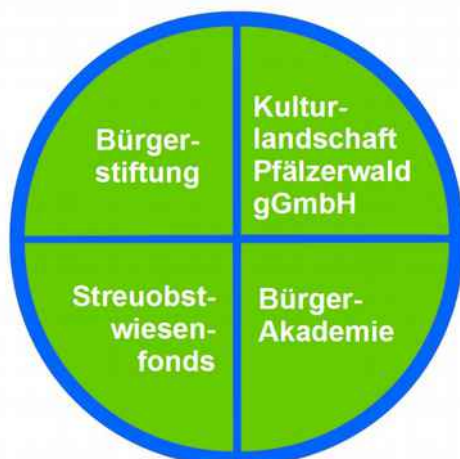 Bürger-
stiftung
Kultur-
landschaft
Pfälzerwald
gGmbH
Streuobst-
wiesen-
fonds
Bürger-
Akademie